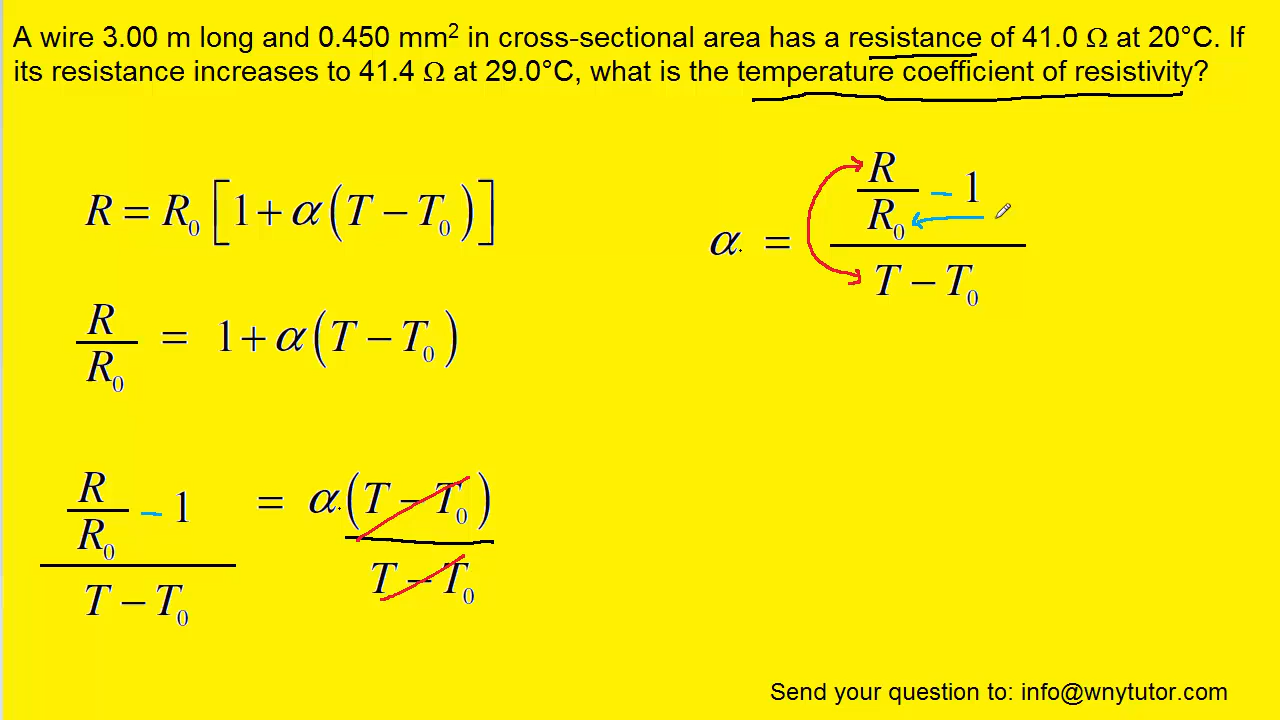 A wire 3.00 m long and 0.450 mm² in cross-sectional area has a resistance of 41.0 Ω at 20°C. If
its resistance increases to 41.4 Ω at 29.0°C, what is the temperature coefficient of resistivity?
R = R₀ [1 + α (T − T₀)]
R/R₀ = 1 + α (T − T₀)
(R/R₀ − 1)/(T − T₀) = α (T − T₀)/(T − T₀)
α = (R/R₀ − 1)/(T − T₀)
Send your question to: info@wnytutor.com